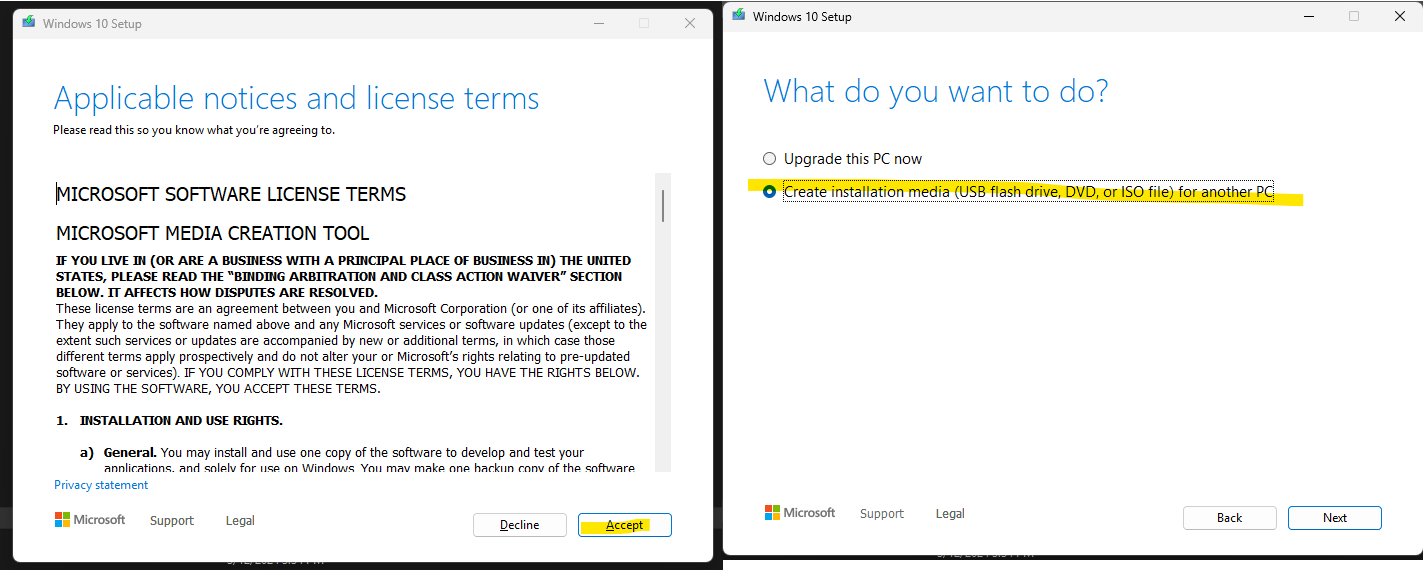 Windows 10 Setup
Applicable notices and license terms
Please read this so you know what you're agreeing to.
MICROSOFT SOFTWARE LICENSE TERMS
MICROSOFT MEDIA CREATION TOOL
IF YOU LIVE IN (OR ARE A BUSINESS WITH A PRINCIPAL PLACE OF BUSINESS IN) THE UNITED
STATES, PLEASE READ THE “BINDING ARBITRATION AND CLASS ACTION WAIVER” SECTION
BELOW. IT AFFECTS HOW DISPUTES ARE RESOLVED.
These license terms are an agreement between you and Microsoft Corporation (or one of its affiliates).
They apply to the software named above and any Microsoft services or software updates (except to the
extent such services or updates are accompanied by new or additional terms, in which case those
different terms apply prospectively and do not alter your or Microsoft’s rights relating to pre-updated
software or services). IF YOU COMPLY WITH THESE LICENSE TERMS, YOU HAVE THE RIGHTS BELOW.
BY USING THE SOFTWARE, YOU ACCEPT THESE TERMS.
1. INSTALLATION AND USE RIGHTS.
a) General. You may install and use one copy of the software to develop and test your
applications, and solely for use on Windows. You may make one backup copy of the software
Privacy statement
Microsoft Support Legal Decline Accept
Windows 10 Setup
What do you want to do?
Upgrade this PC now
Create installation media (USB flash drive, DVD, or ISO file) for another PC
Microsoft Support Legal Back Next